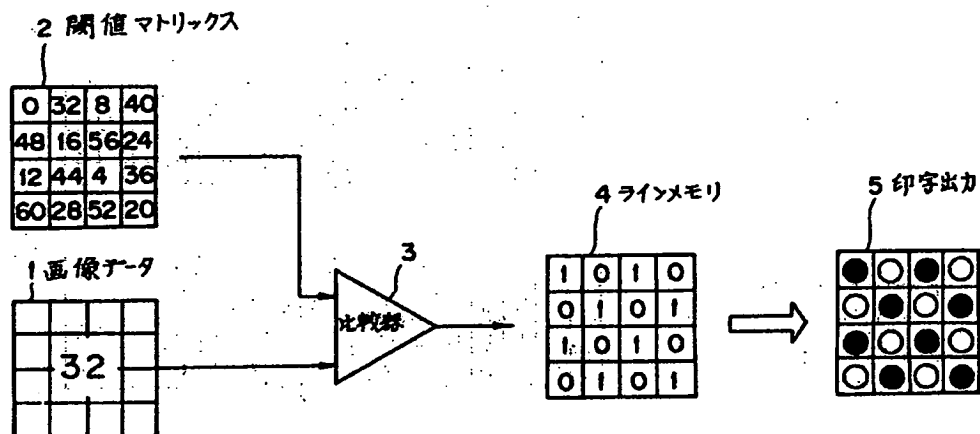 2 閾値マトリックス
0 32 8 40
48 16 56 24
12 44 4 36
60 28 52 20
1 画像データ
32
3
比較器
4 ラインメモリ
1 0 1 0
0 1 0 1
1 0 1 0
0 1 0 1
5 印字出力